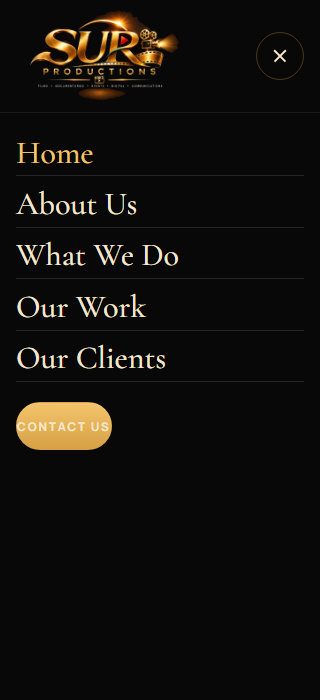 SUR
PRODUCTIONS
Home
About Us
What We Do
Our Work
Our Clients
CONTACT US